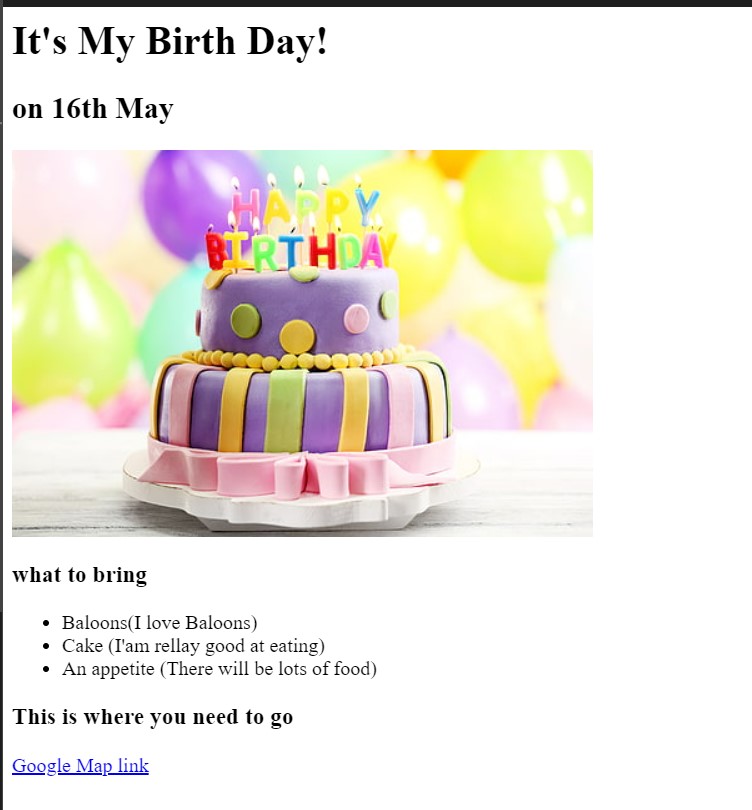 It's My Birth Day!
on 16th May
HAPPY
BIRTHDAY
what to bring
Baloons(I love Baloons)
Cake (I'am rellay good at eating)
An appetite (There will be lots of food)
This is where you need to go
Google Map link